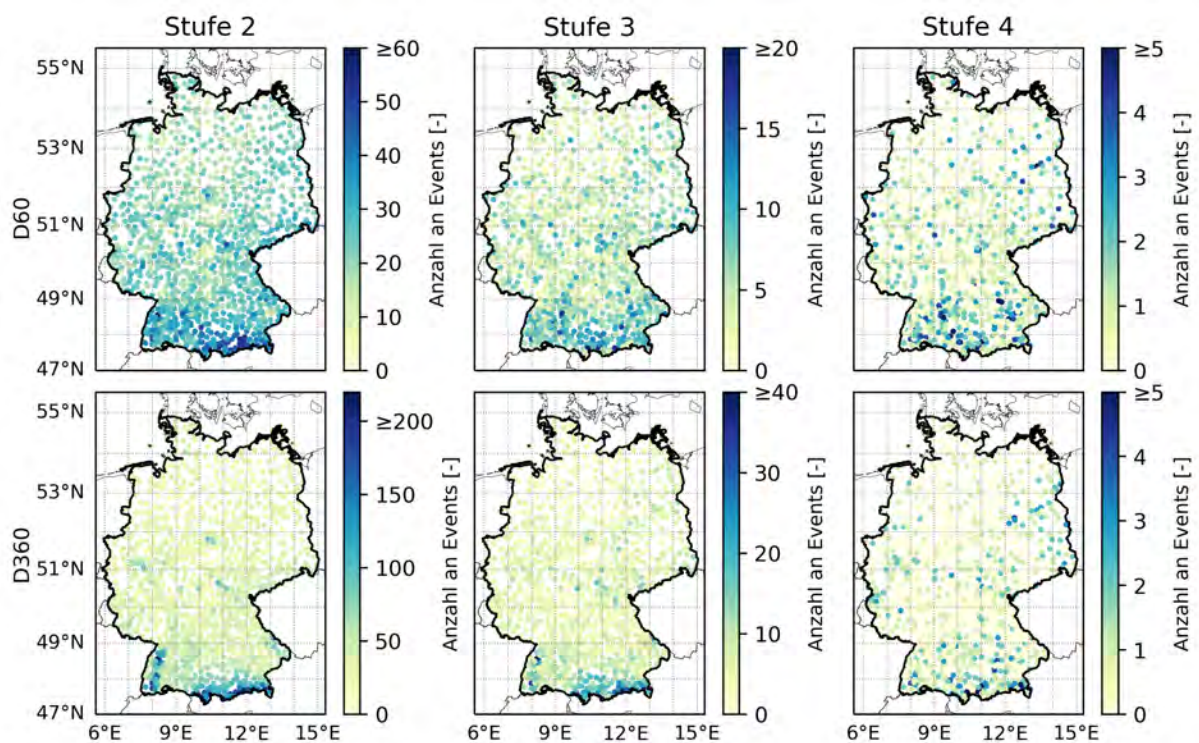 Stufe 2
Stufe 3
Stufe 4
D60
55°N
53°N
51°N
49°N
47°N
≥60
50
40
30
20
10
0
Anzahl an Events [-]
≥20
15
10
5
0
Anzahl an Events [-]
≥5
4
3
2
1
0
Anzahl an Events [-]
D360
55°N
53°N
51°N
49°N
47°N
6°E 9°E 12°E 15°E
≥200
150
100
50
0
Anzahl an Events [-]
6°E 9°E 12°E 15°E
≥40
30
20
10
0
Anzahl an Events [-]
6°E 9°E 12°E 15°E
≥5
4
3
2
1
0
Anzahl an Events [-]